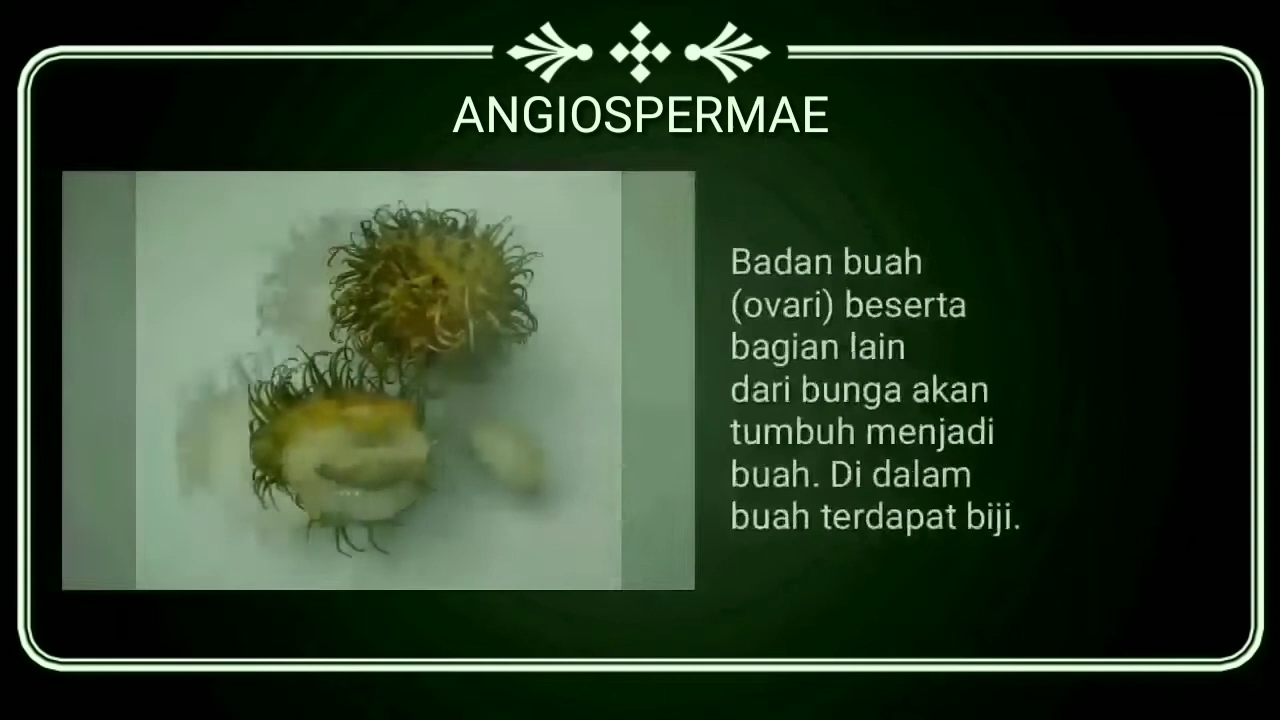 ANGIOSPERMAE
Badan buah
(ovari) beserta
bagian lain
dari bunga akan
tumbuh menjadi
buah. Di dalam
buah terdapat biji.